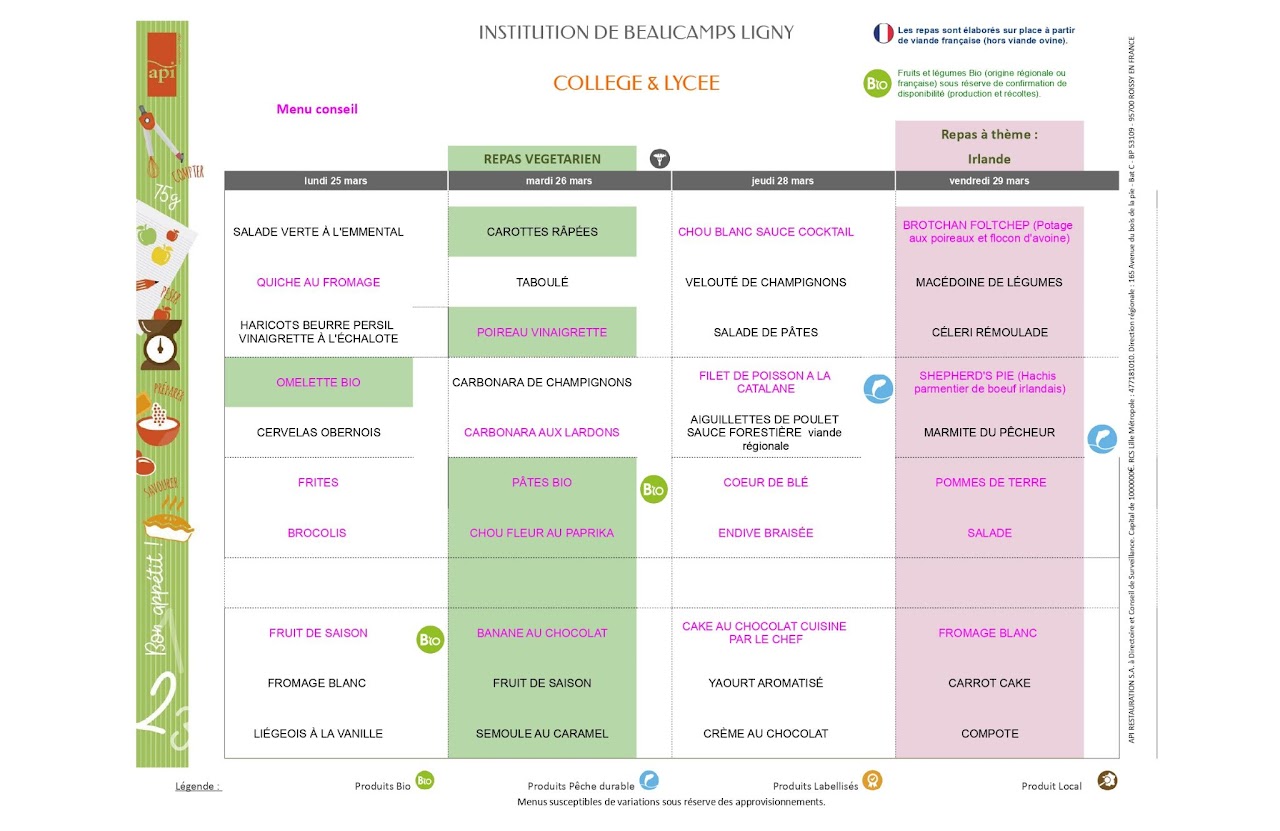 INSTITUTION DE BEAUCAMPS LIGNY
Les repas sont élaborés sur place à partir
de viande française (hors viande ovine).
api
COLLEGE & LYCEE
Bio
Fruits et légumes Bio (origine régionale ou
française) sous réserve de confirmation de
disponibilité (production et récoltes).
Menu conseil
Repas à thème :
REPAS VEGETARIEN
Irlande
lundi 25 mars
mardi 26 mars
jeudi 28 mars
vendredi 29 mars
SALADE VERTE À L'EMMENTAL
CAROTTES RÂPÉES
CHOU BLANC SAUCE COCKTAIL
BROTCHAN FOLTCHEP (Potage
aux poireaux et flocon d'avoine)
QUICHE AU FROMAGE
TABOULÉ
VELOUTÉ DE CHAMPIGNONS
MACÉDOINE DE LÉGUMES
HARICOTS BEURRE PERSIL
VINAIGRETTE À L'ÉCHALOTE
POIREAU VINAIGRETTE
SALADE DE PÂTES
CÉLERI RÉMOULADE
OMELETTE BIO
CARBONARA DE CHAMPIGNONS
FILET DE POISSON A LA
CATALANE
SHEPHERD'S PIE (Hachis
parmentier de boeuf irlandais)
CERVELAS OBERNOIS
CARBONARA AUX LARDONS
AIGUILLETTES DE POULET
SAUCE FORESTIÈRE viande
régionale
MARMITE DU PÊCHEUR
FRITES
PÂTES BIO
Bio
COEUR DE BLÉ
POMMES DE TERRE
BROCOLIS
CHOU FLEUR AU PAPRIKA
ENDIVE BRAISÉE
SALADE
FRUIT DE SAISON
Bio
BANANE AU CHOCOLAT
CAKE AU CHOCOLAT CUISINE
PAR LE CHEF
FROMAGE BLANC
FROMAGE BLANC
FRUIT DE SAISON
YAOURT AROMATISÉ
CARROT CAKE
LIÉGEOIS À LA VANILLE
SEMOULE AU CARAMEL
CRÈME AU CHOCOLAT
COMPOTE
COMPTER
75g
PESER
PRÉPARER
SAVOURER
Bon appétit !
2
3
API RESTAURATION S.A. à Directoire et Conseil de Surveillance. Capital de 1000000€. RCS Lille Métropole : 477181010. Direction régionale : 165 Avenue du bois de la pie - Bat C - BP 53109 - 95700 ROISSY EN FRANCE
Légende :
Produits Bio
Bio
Produits Pêche durable
Produits Labellisés
Produit Local
Menus susceptibles de variations sous réserve des approvisionnements.